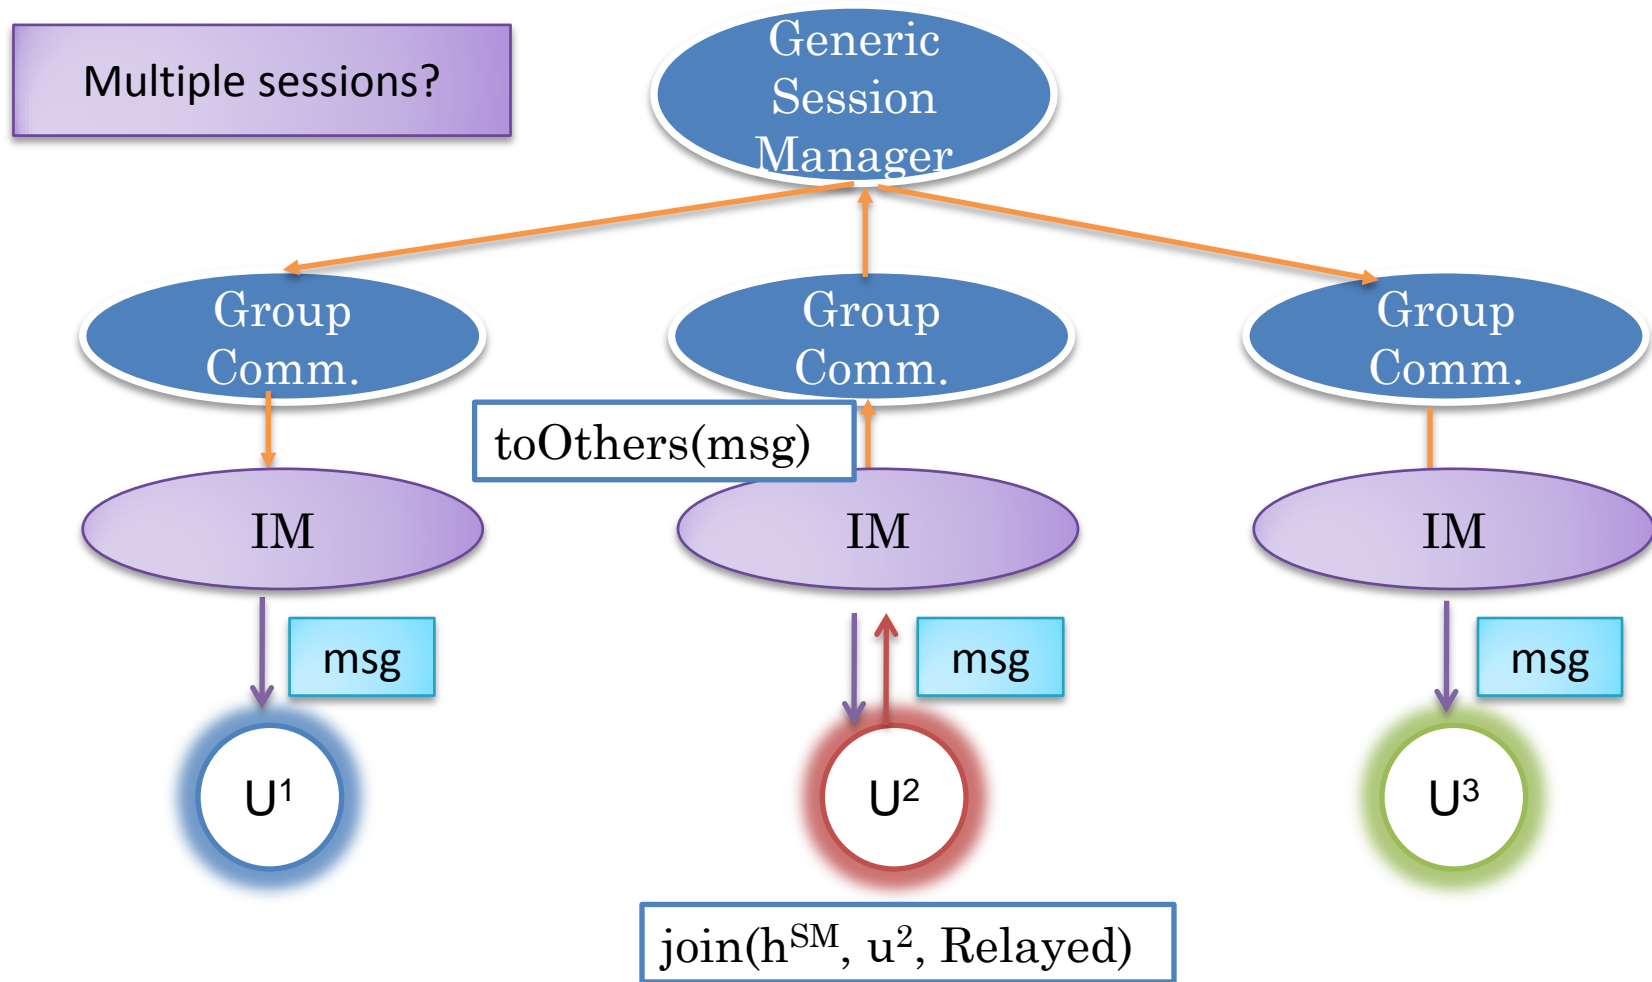 Multiple sessions?
Generic
Session
Manager
Group
Comm.
Group
Comm.
Group
Comm.
toOthers(msg)
IM
IM
IM
msg
msg
msg
U¹
U²
U³
join(hˢᴹ, u², Relayed)